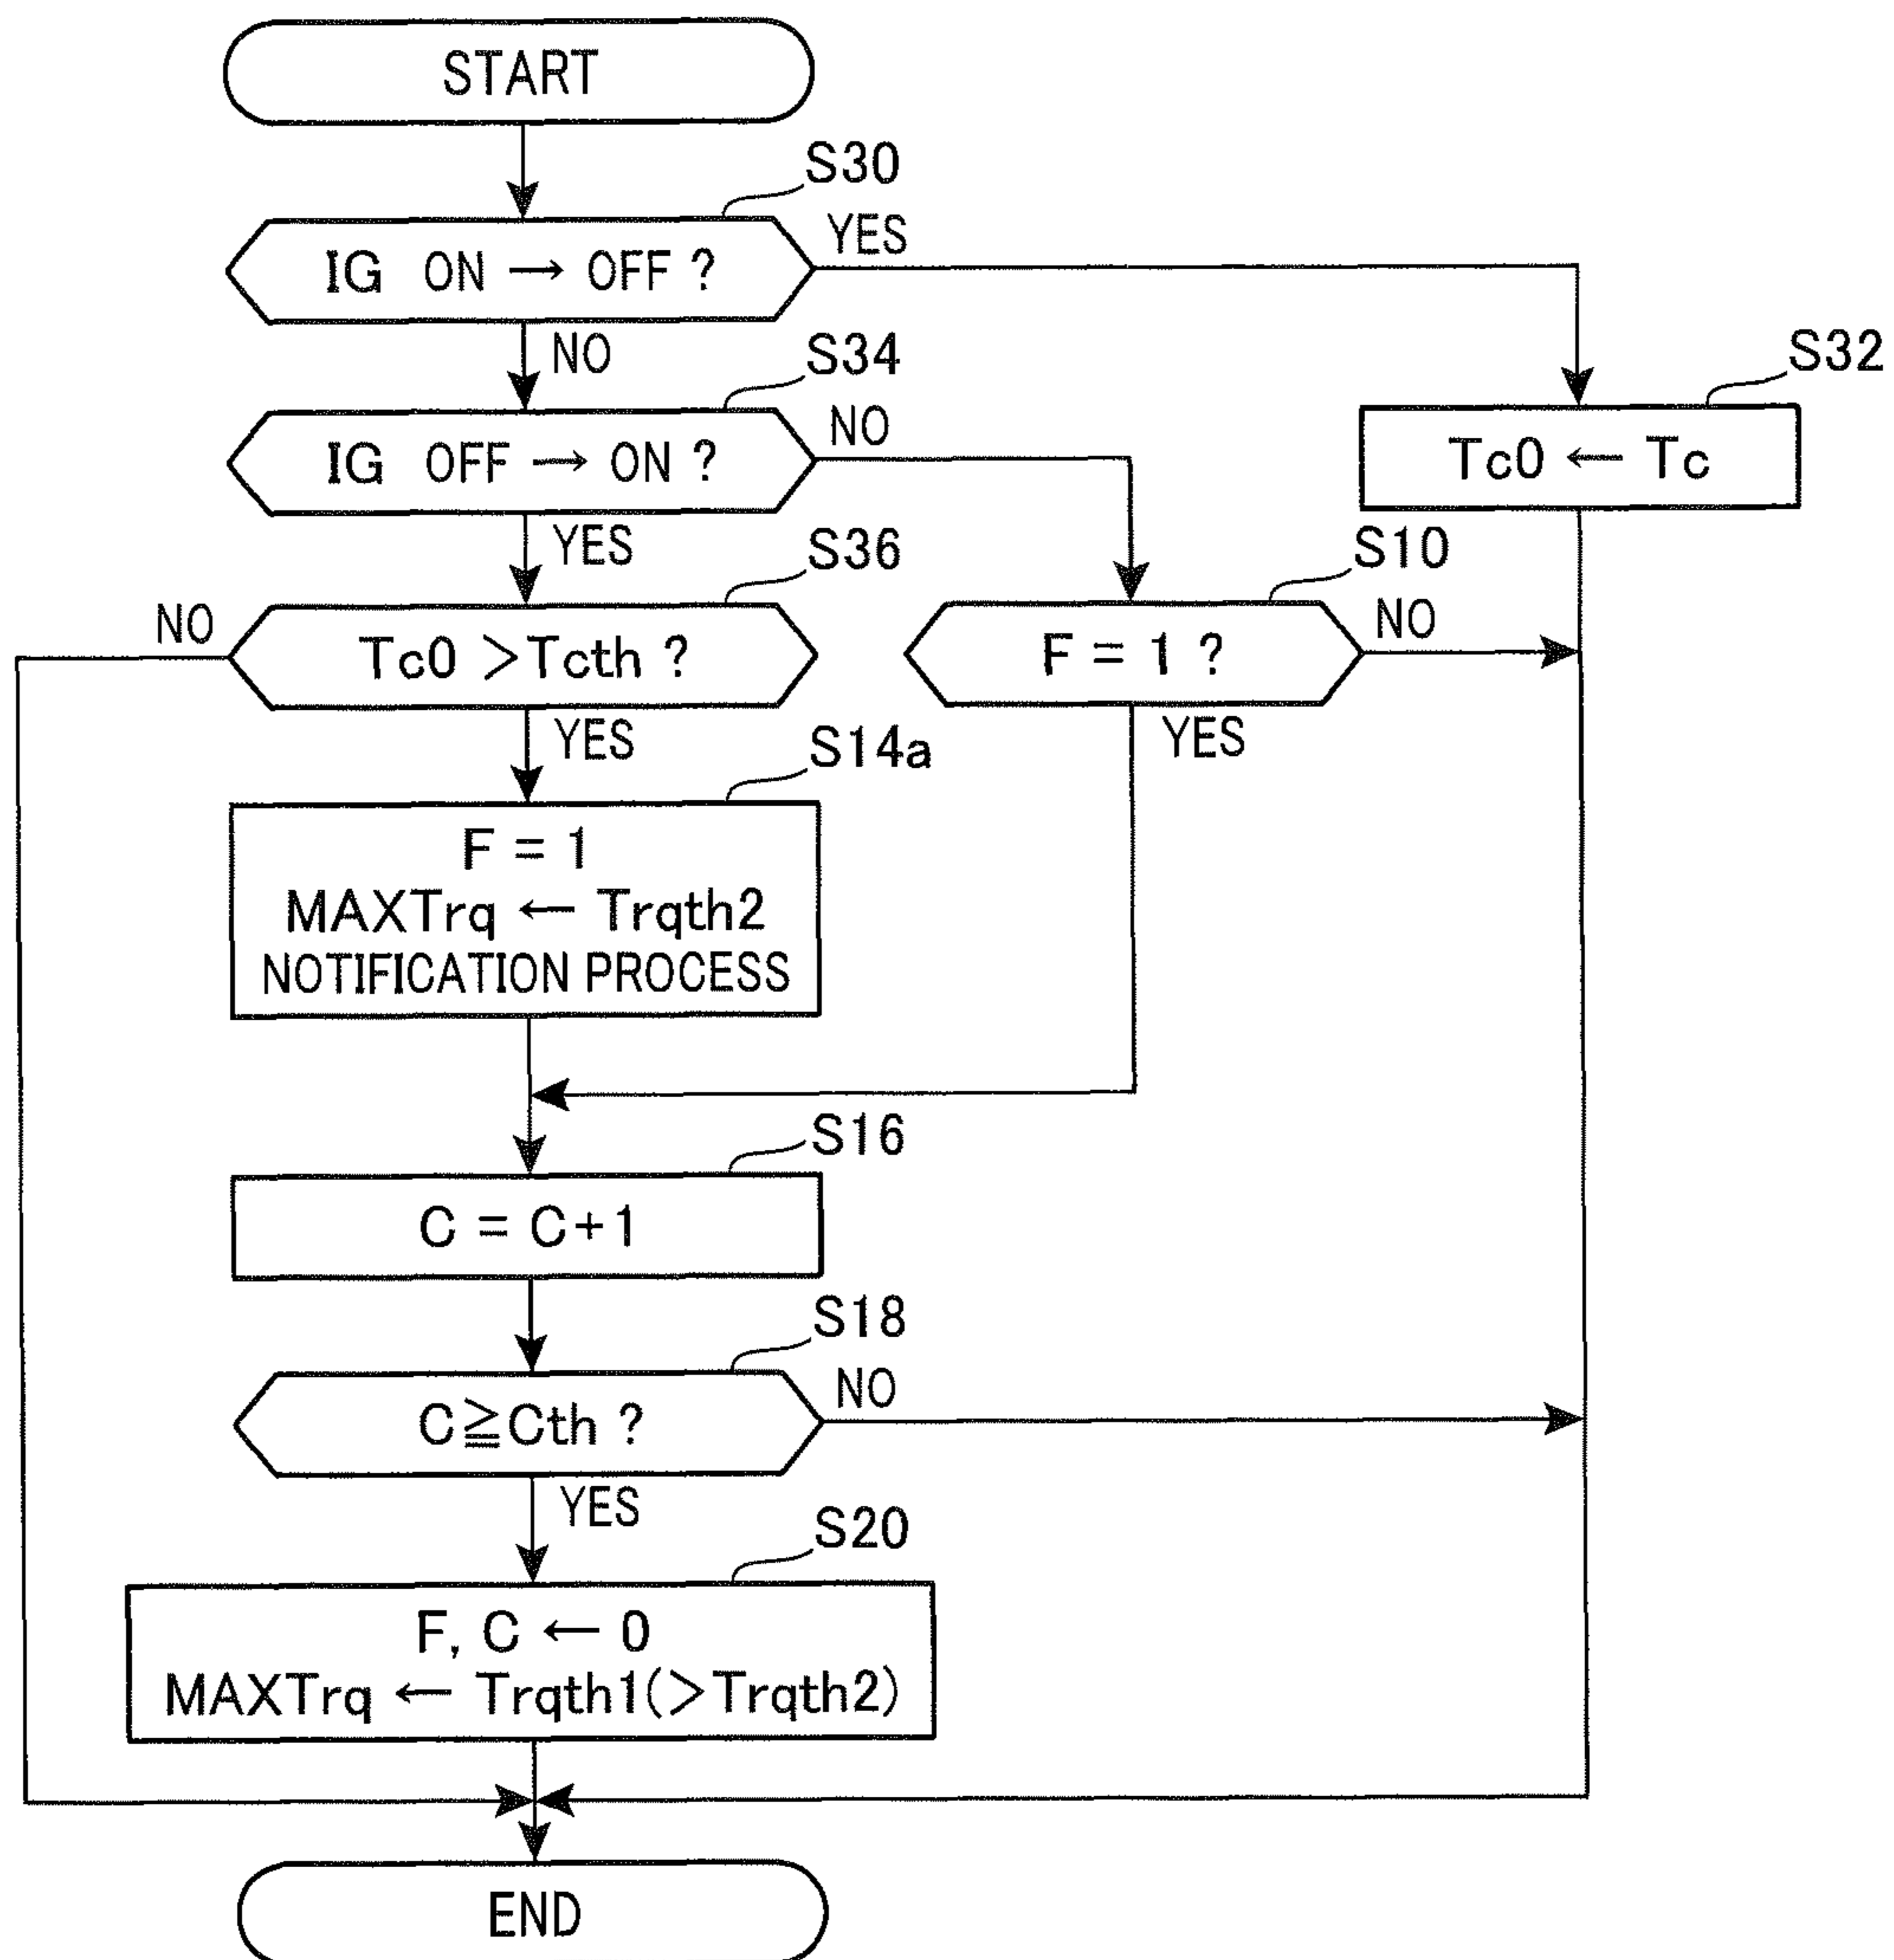 START
S30
IG ON → OFF ?
YES
NO
S34
S32
IG OFF → ON ?
NO
Tc0 ← Tc
YES
S36
S10
NO
Tc0 > Tcth ?
F = 1 ?
NO
YES
YES
S14a
F = 1
MAXTrq ← Trqth2
NOTIFICATION PROCESS
S16
C = C+1
S18
C≧Cth ?
NO
YES
S20
F, C ← 0
MAXTrq ← Trqth1(>Trqth2)
END